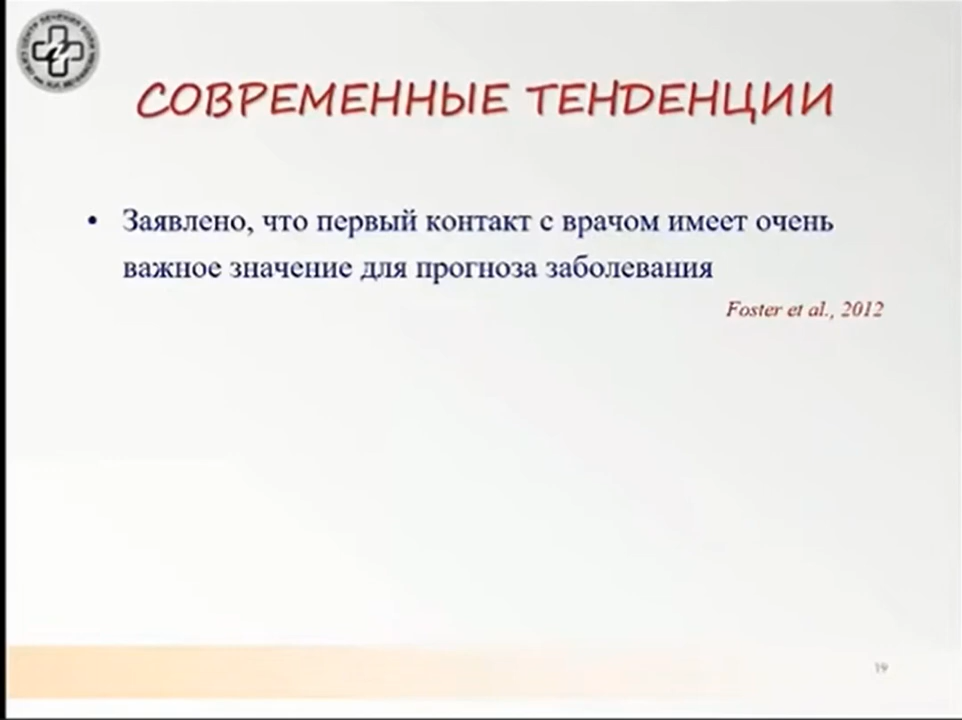 СОВРЕМЕННЫЕ ТЕНДЕНЦИИ
• Заявлено, что первый контакт с врачом имеет очень
важное значение для прогноза заболевания
Foster et al., 2012
19